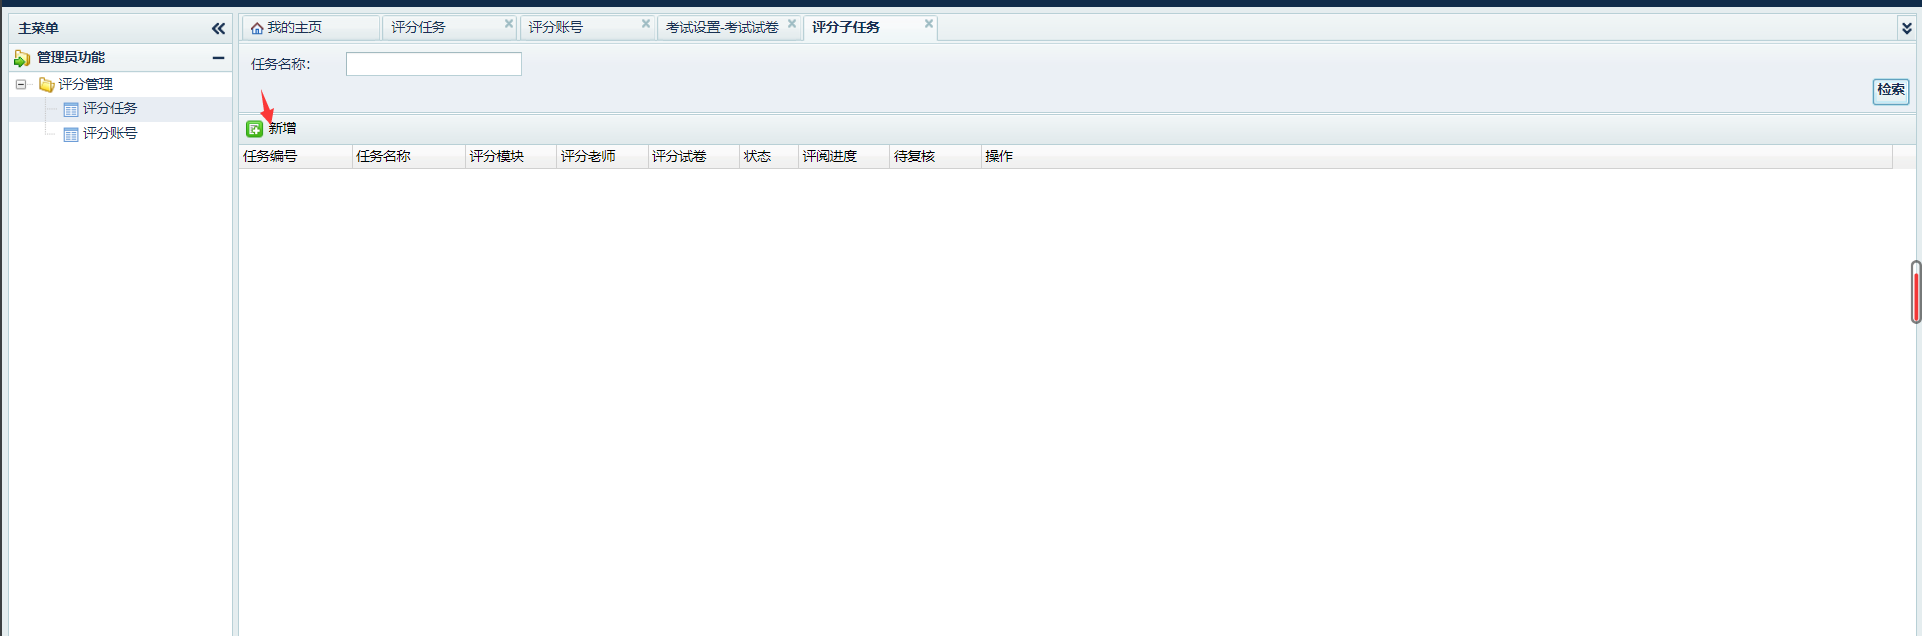 主菜单
管理员功能
评分管理
评分任务
评分账号
我的主页 评分任务 评分账号 考试设置-考试试卷 评分子任务
任务名称：
检索
新增
任务编号 任务名称 评分模块 评分老师 评分试卷 状态 评阅进度 待复核 操作